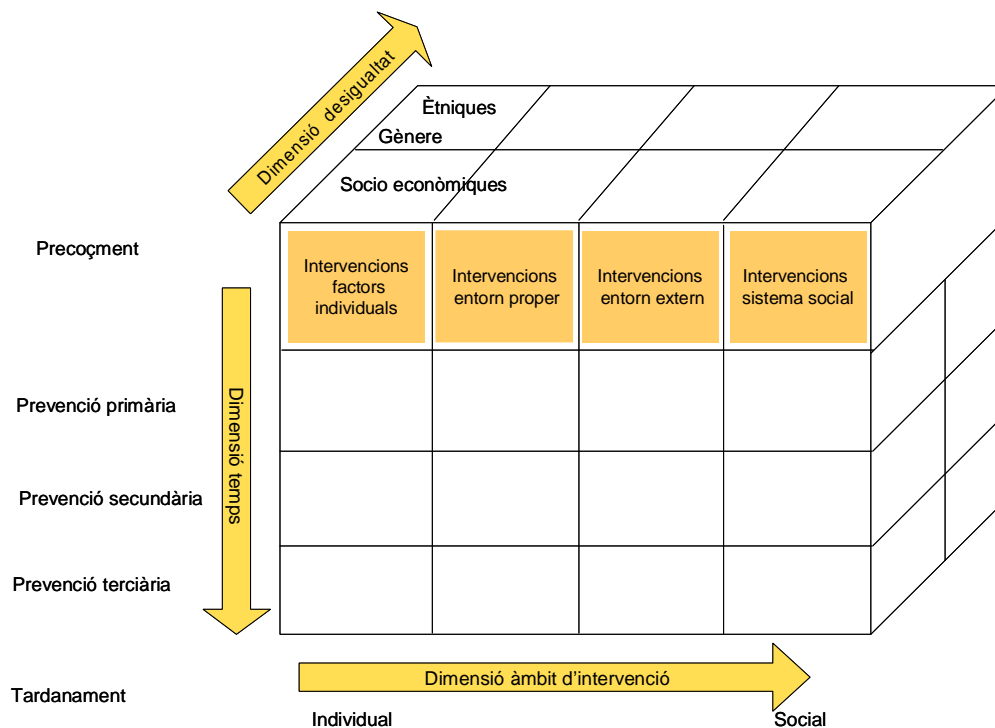 Dimensió desigualtat
Ètniques
Gènere
Socio econòmiques
Precoçment
Intervencions
factors
individuals
Intervencions
entorn proper
Intervencions
entorn extern
Intervencions
sistema social
Dimensió temps
Prevenció primària
Prevenció secundària
Prevenció terciària
Dimensió àmbit d'intervenció
Tardanament
Individual
Social